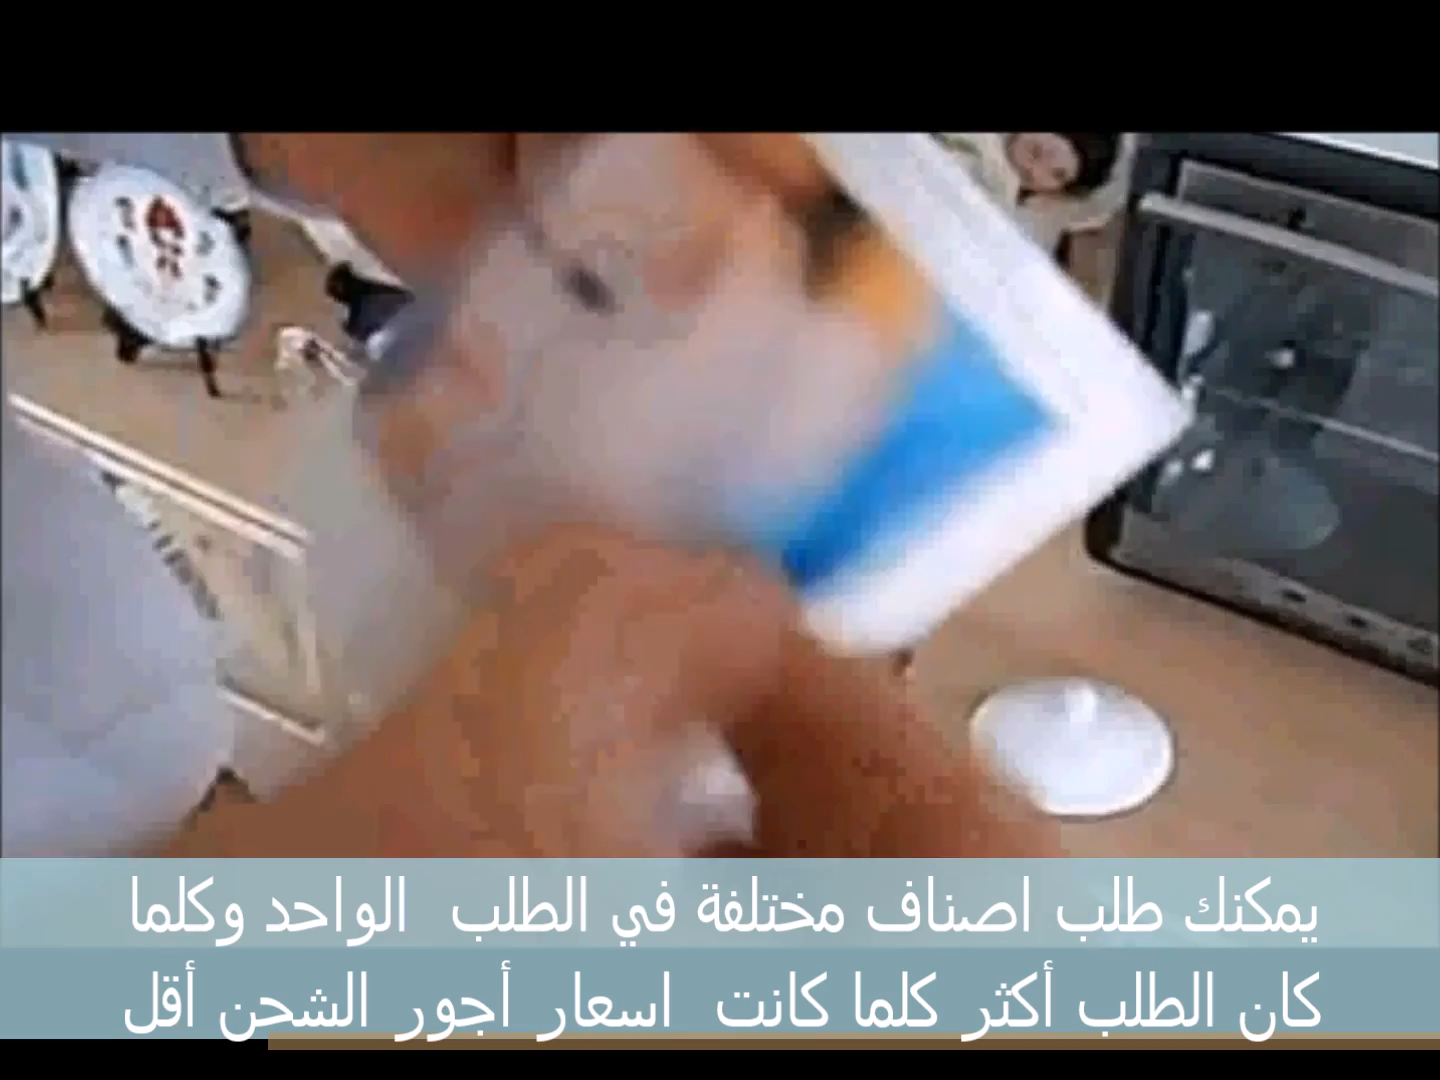 يمكنك طلب اصناف مختلفة في الطلب الواحد وكلما
كان الطلب أكثر كلما كانت اسعار أجور الشحن أقل